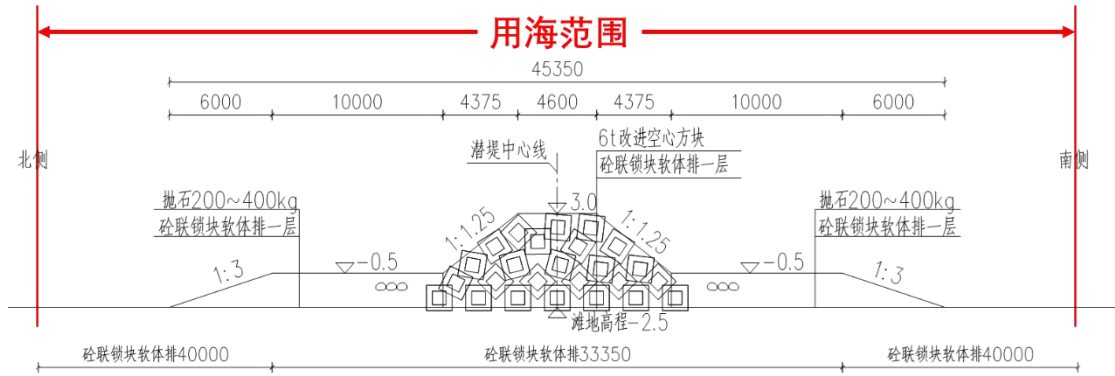 用海范围
45350
6000 10000 4375 4600 4375 10000 6000
北侧
潜堤中心线
6t改进空心方块
砼联锁块软体排一层
南侧
抛石200~400kg
砼联锁块软体排一层
3.0
抛石200~400kg
砼联锁块软体排一层
1:1.25
1:1.25
1:3
-0.5
-0.5
1:3
滩地高程-2.5
砼联锁块软体排40000
砼联锁块软体排33350
砼联锁块软体排40000